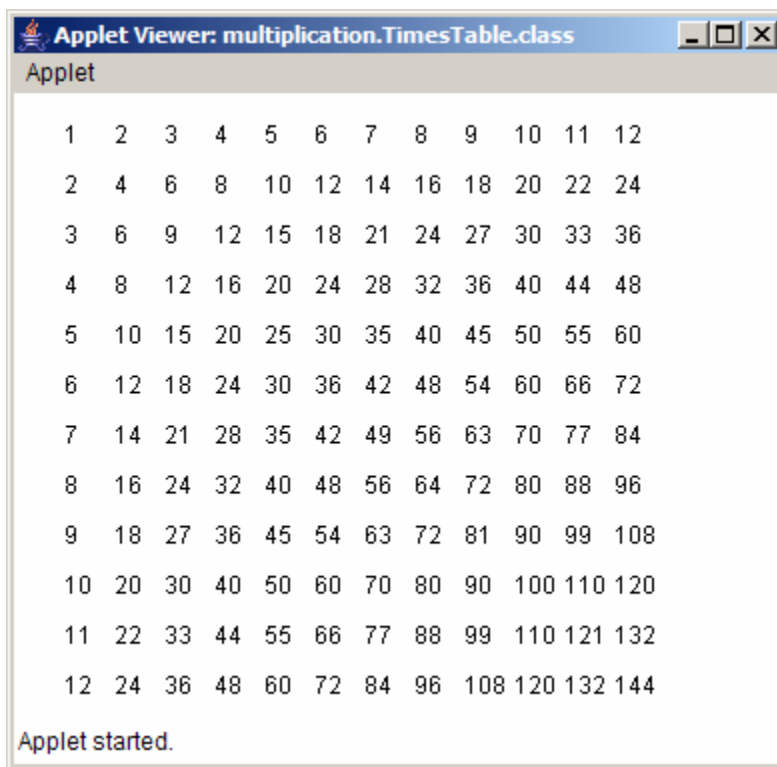 Applet Viewer: multiplication.TimesTable.class
Applet
1 2 3 4 5 6 7 8 9 10 11 12
2 4 6 8 10 12 14 16 18 20 22 24
3 6 9 12 15 18 21 24 27 30 33 36
4 8 12 16 20 24 28 32 36 40 44 48
5 10 15 20 25 30 35 40 45 50 55 60
6 12 18 24 30 36 42 48 54 60 66 72
7 14 21 28 35 42 49 56 63 70 77 84
8 16 24 32 40 48 56 64 72 80 88 96
9 18 27 36 45 54 63 72 81 90 99 108
10 20 30 40 50 60 70 80 90 100 110 120
11 22 33 44 55 66 77 88 99 110 121 132
12 24 36 48 60 72 84 96 108 120 132 144
Applet started.